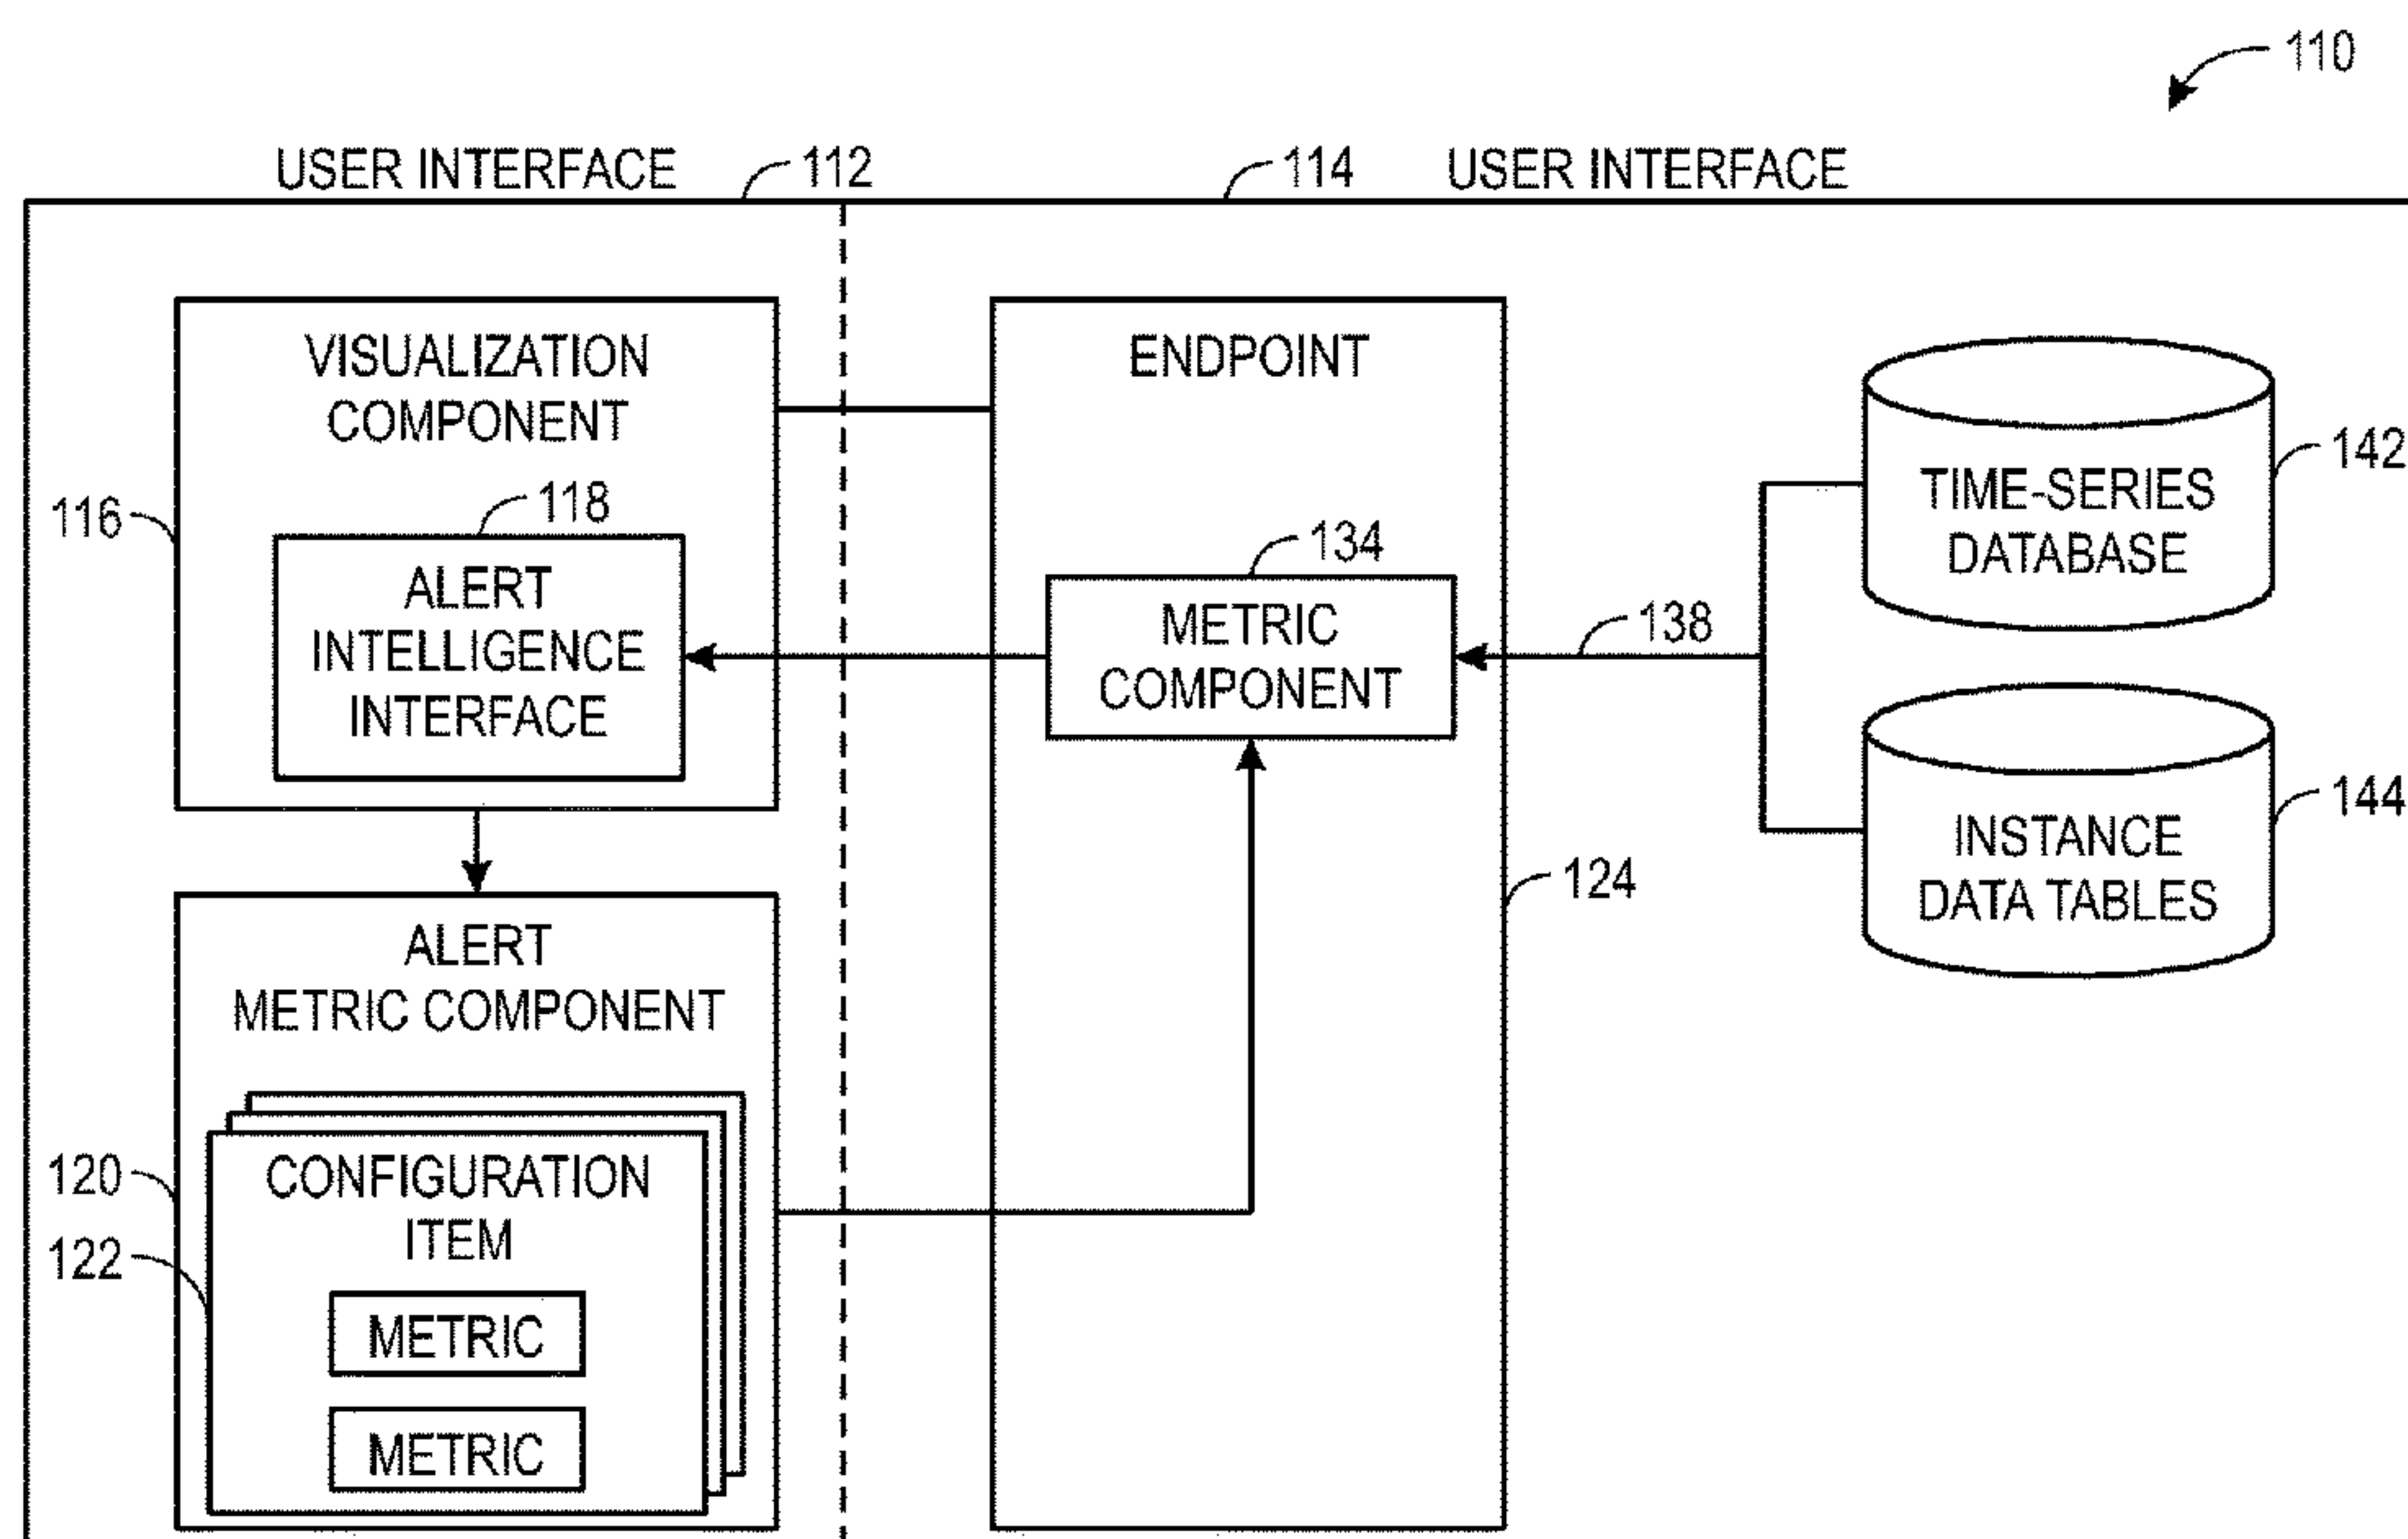 110
USER INTERFACE
112
114
USER INTERFACE
VISUALIZATION
COMPONENT
116
118
ALERT
INTELLIGENCE
INTERFACE
ENDPOINT
134
METRIC
COMPONENT
138
TIME-SERIES
DATABASE
142
INSTANCE
DATA TABLES
144
124
ALERT
METRIC COMPONENT
120
CONFIGURATION
ITEM
122
METRIC
METRIC